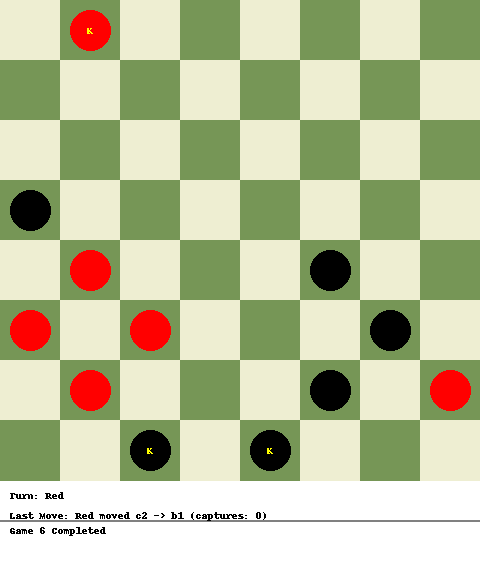 K
K K
Turn: Red
Last Move: Red moved c2 -> b1 (captures: 0)
Game 6 Completed